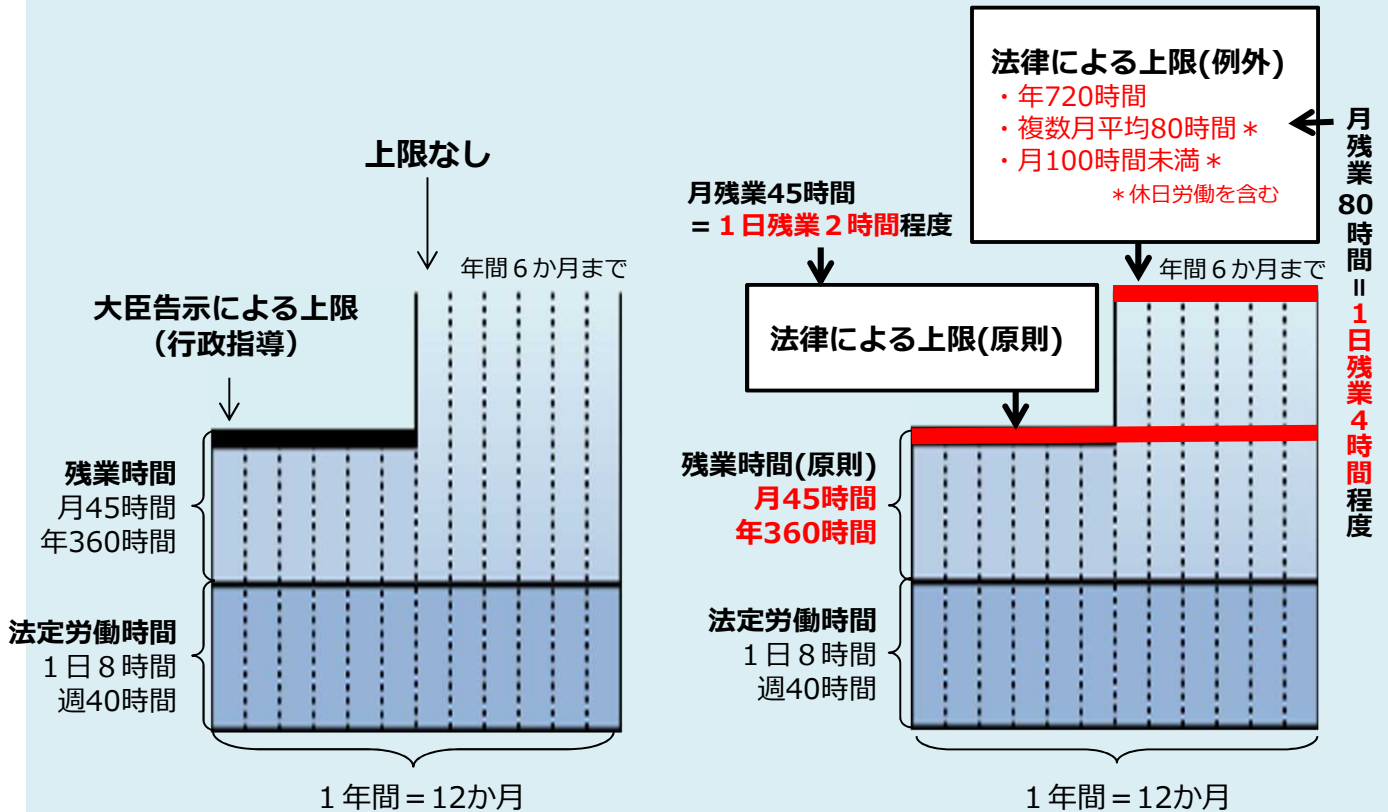 上限なし
年間６か月まで
大臣告示による上限
（行政指導）
残業時間
月45時間
年360時間
法定労働時間
１日８時間
週40時間
１年間＝12か月
法律による上限(例外)
・年720時間
・複数月平均80時間＊
・月100時間未満＊
＊休日労働を含む
月残業80時間＝１日残業４時間程度
月残業45時間
＝１日残業２時間程度
年間６か月まで
法律による上限(原則)
残業時間(原則)
月45時間
年360時間
法定労働時間
１日８時間
週40時間
１年間＝12か月